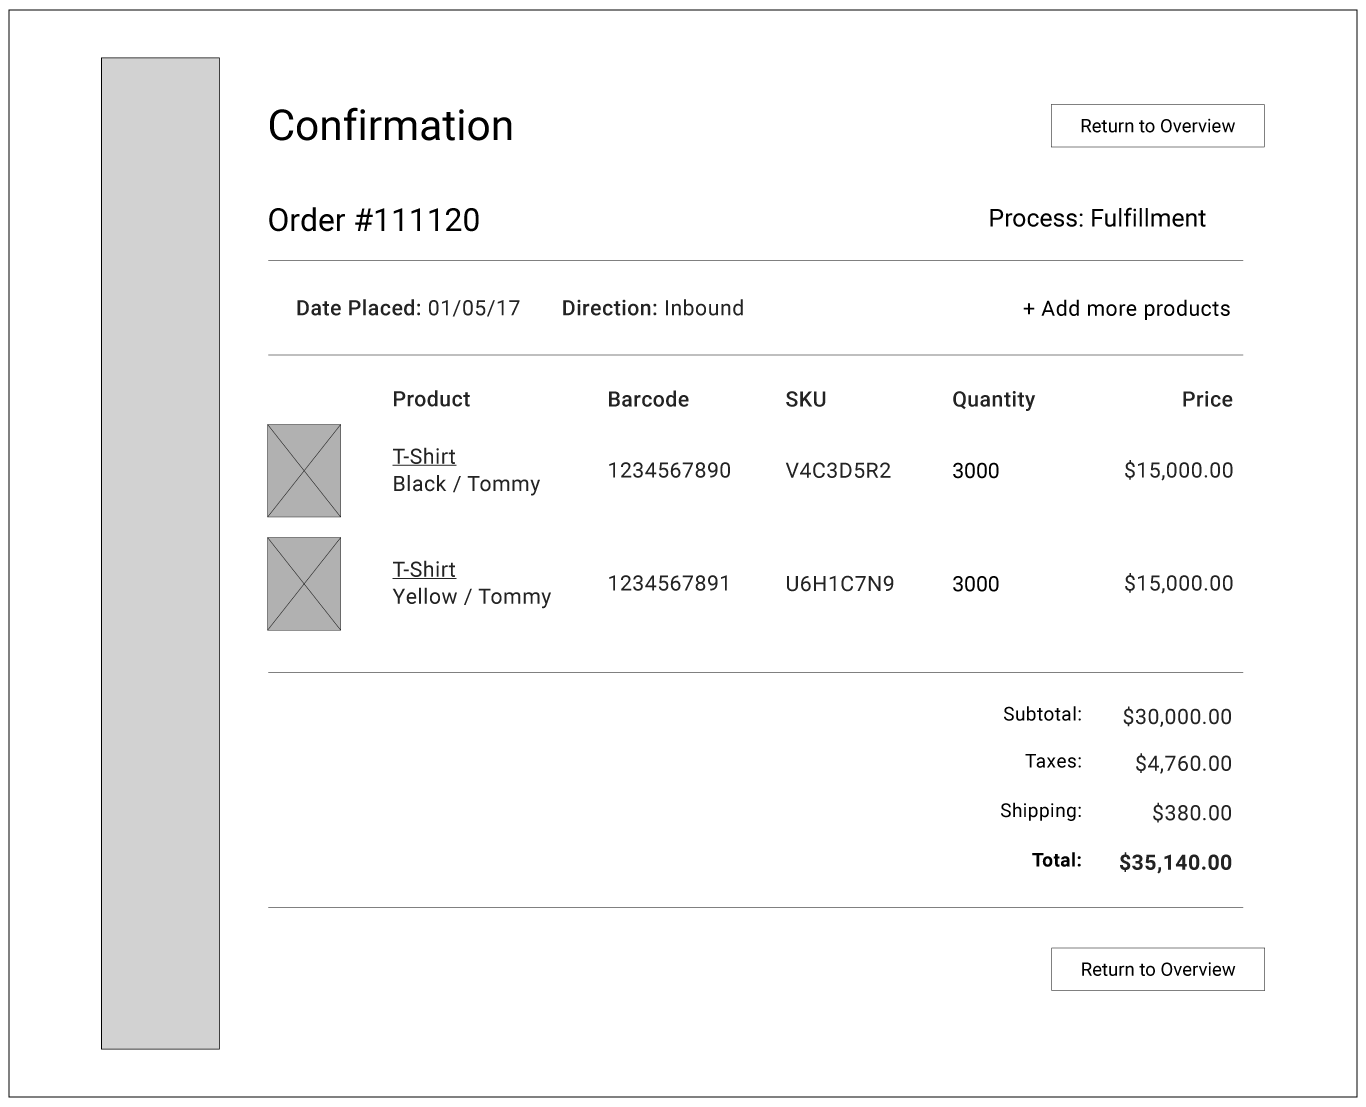 Confirmation
Return to Overview
Order #111120
Process: Fulfillment
Date Placed: 01/05/17 Direction: Inbound + Add more products
Product Barcode SKU Quantity Price
T-Shirt
Black / Tommy
1234567890 V4C3D5R2 3000 $15,000.00
T-Shirt
Yellow / Tommy
1234567891 U6H1C7N9 3000 $15,000.00
Subtotal: $30,000.00
Taxes: $4,760.00
Shipping: $380.00
Total: $35,140.00
Return to Overview